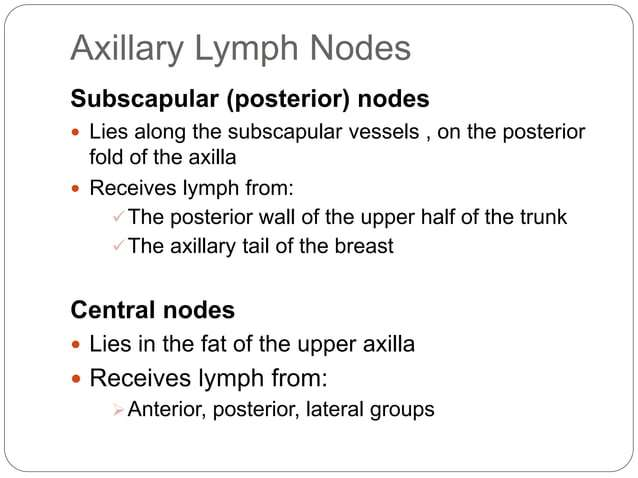 Axillary Lymph Nodes
Subscapular (posterior) nodes
Lies along the subscapular vessels , on the posterior
fold of the axilla
Receives lymph from:
The posterior wall of the upper half of the trunk
The axillary tail of the breast
Central nodes
Lies in the fat of the upper axilla
Receives lymph from:
Anterior, posterior, lateral groups